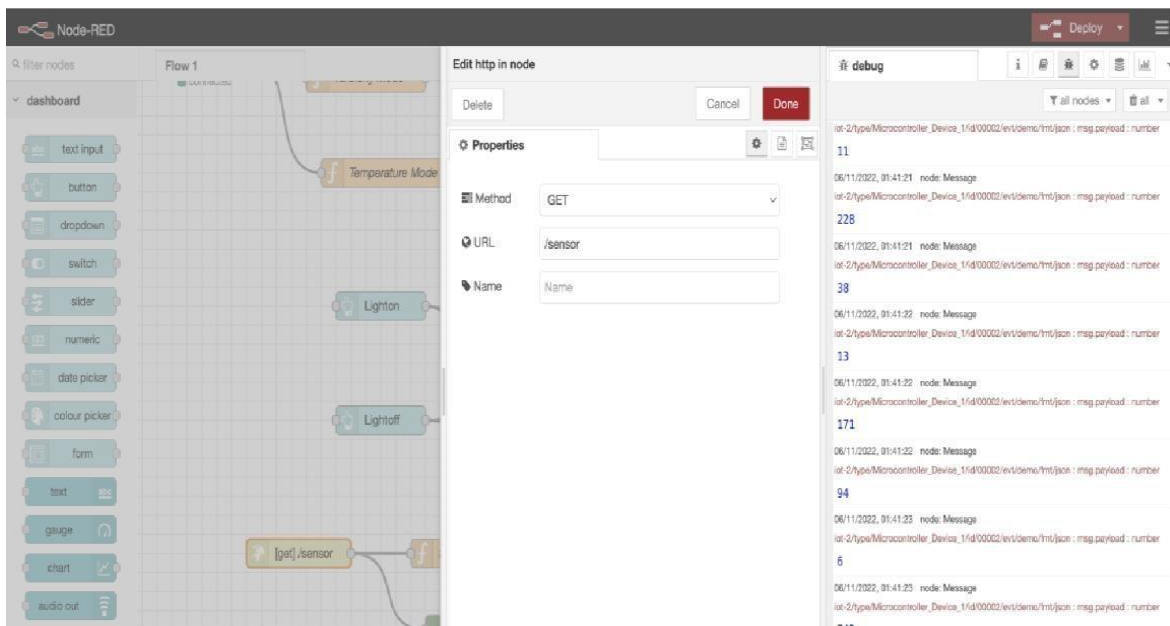 Node-RED
Deploy
filter nodes
Flow 1
dashboard
text input
button
dropdown
switch
slider
numeric
date picker
colour picker
form
text
gauge
chart
audio out
connected
Temperature Mode
Lighton
Lightoff
[get] /sensor
Edit http in node
Delete
Cancel
Done
Properties
Method
GET
URL
/sensor
Name
Name
debug
all nodes
all
iot-2/type/Microcontroller_Device_1/id/00002/evt/demo/fmt/json : msg.payload : number
11
06/11/2022, 01:41:21 node: Message
iot-2/type/Microcontroller_Device_1/id/00002/evt/demo/fmt/json : msg.payload : number
228
06/11/2022, 01:41:21 node: Message
iot-2/type/Microcontroller_Device_1/id/00002/evt/demo/fmt/json : msg.payload : number
38
06/11/2022, 01:41:22 node: Message
iot-2/type/Microcontroller_Device_1/id/00002/evt/demo/fmt/json : msg.payload : number
13
06/11/2022, 01:41:22 node: Message
iot-2/type/Microcontroller_Device_1/id/00002/evt/demo/fmt/json : msg.payload : number
171
06/11/2022, 01:41:22 node: Message
iot-2/type/Microcontroller_Device_1/id/00002/evt/demo/fmt/json : msg.payload : number
94
06/11/2022, 01:41:23 node: Message
iot-2/type/Microcontroller_Device_1/id/00002/evt/demo/fmt/json : msg.payload : number
6
06/11/2022, 01:41:23 node: Message
iot-2/type/Microcontroller_Device_1/id/00002/evt/demo/fmt/json : msg.payload : number